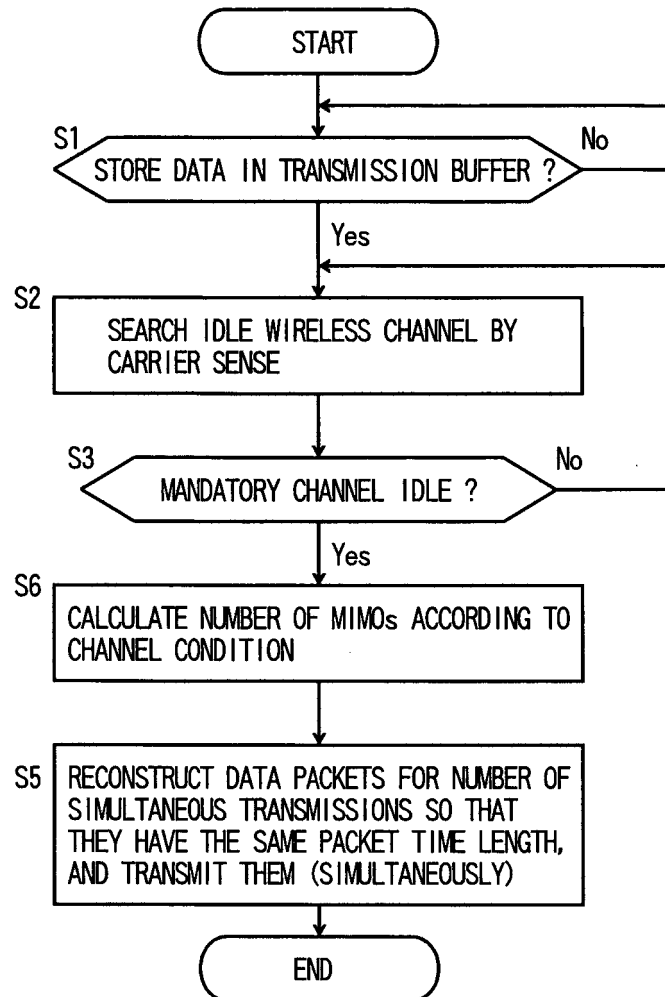 START
S1
No
STORE DATA IN TRANSMISSION BUFFER ?
Yes
S2
SEARCH IDLE WIRELESS CHANNEL BY
CARRIER SENSE
S3
No
MANDATORY CHANNEL IDLE ?
Yes
S6
CALCULATE NUMBER OF MIMOs ACCORDING TO
CHANNEL CONDITION
S5
RECONSTRUCT DATA PACKETS FOR NUMBER OF
SIMULTANEOUS TRANSMISSIONS SO THAT
THEY HAVE THE SAME PACKET TIME LENGTH,
AND TRANSMIT THEM (SIMULTANEOUSLY)
END